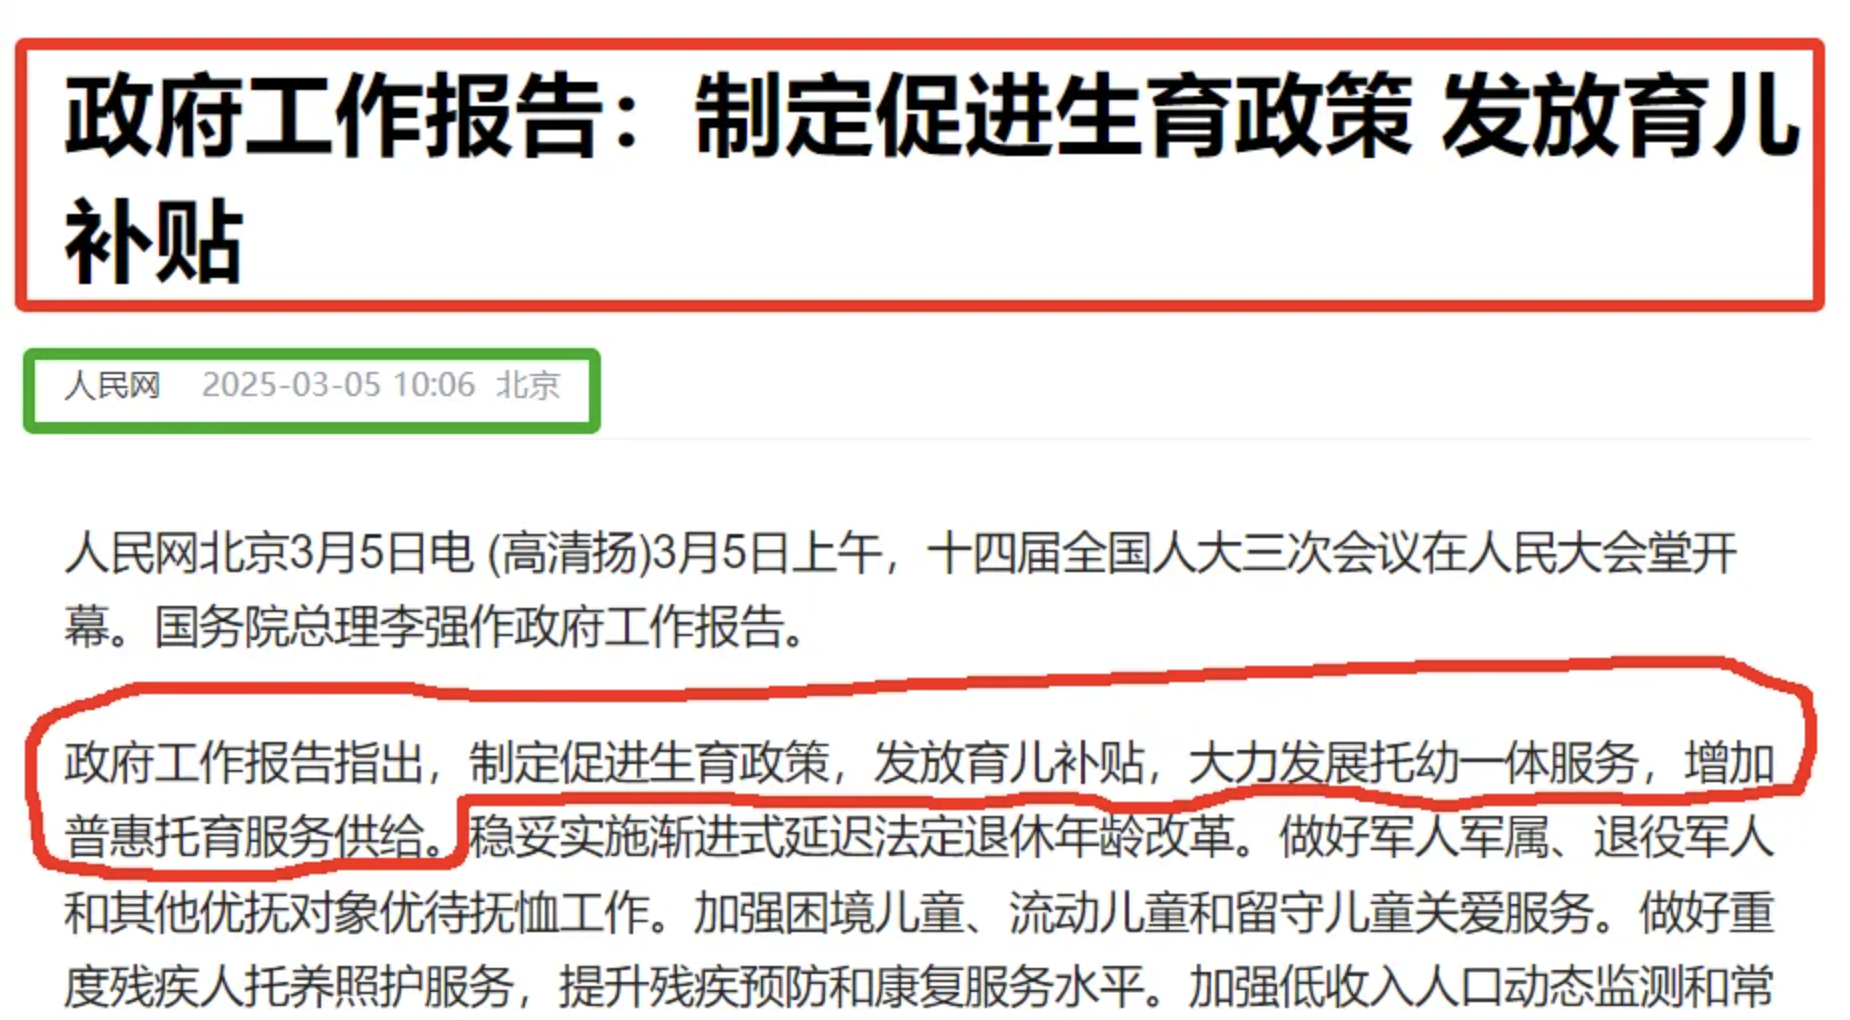 政府工作报告：制定促进生育政策 发放育儿
补贴
人民网 2025-03-05 10:06 北京
人民网北京3月5日电 (高清扬)3月5日上午，十四届全国人大三次会议在人民大会堂开
幕。国务院总理李强作政府工作报告。
政府工作报告指出，制定促进生育政策，发放育儿补贴，大力发展托幼一体服务，增加
普惠托育服务供给。稳妥实施渐进式延迟法定退休年龄改革。做好军人军属、退役军人
和其他优抚对象优待抚恤工作。加强困境儿童、流动儿童和留守儿童关爱服务。做好重
度残疾人托养照护服务，提升残疾预防和康复服务水平。加强低收入人口动态监测和常